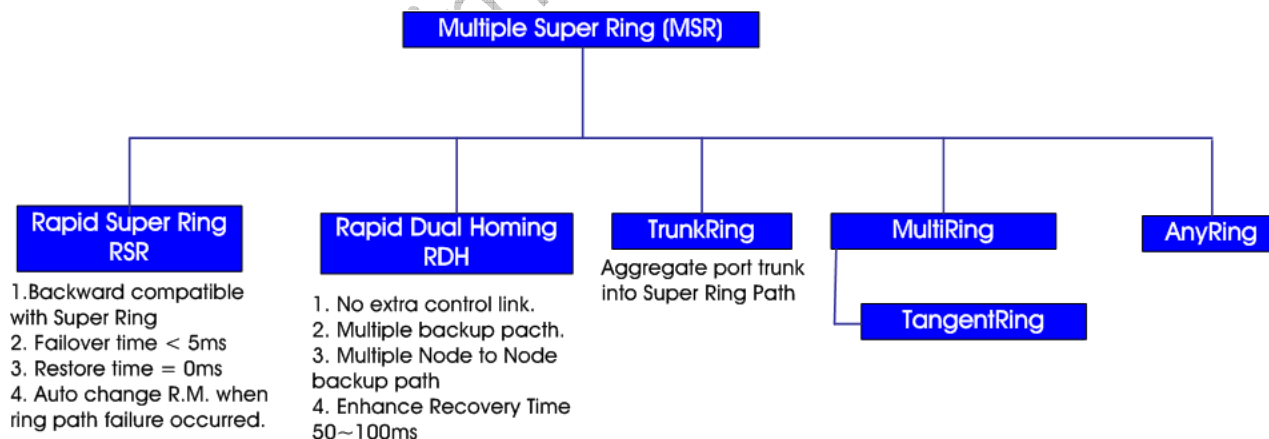 Multiple Super Ring (MSR)
Rapid Super Ring
RSR
1.Backward compatible
with Super Ring
2. Failover time < 5ms
3. Restore time = 0ms
4. Auto change R.M. when
ring path failure occurred.
Rapid Dual Homing
RDH
1. No extra control link.
2. Multiple backup pacth.
3. Multiple Node to Node
backup path
4. Enhance Recovery Time
50~100ms
TrunkRing
Aggregate port trunk
into Super Ring Path
MultiRing
TangentRing
AnyRing